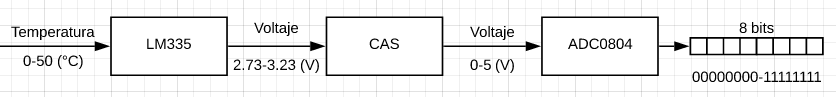 Temperatura
0-50 (°C)
LM335
Voltaje
2.73-3.23 (V)
CAS
Voltaje
0-5 (V)
ADC0804
8 bits
00000000-11111111